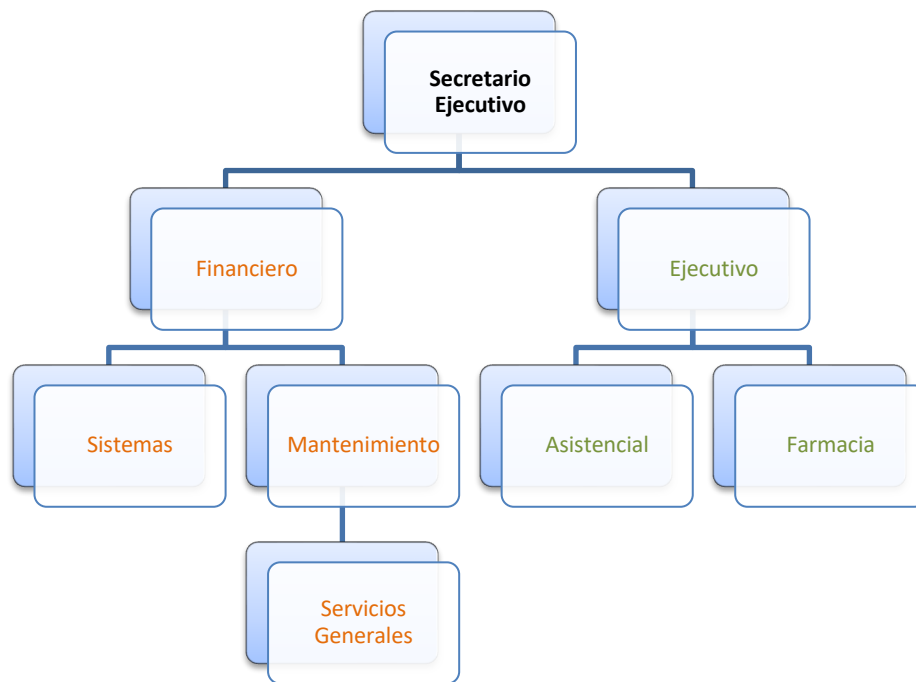 Secretario
Ejecutivo
Financiero
Ejecutivo
Sistemas
Mantenimiento
Asistencial
Farmacia
Servicios
Generales